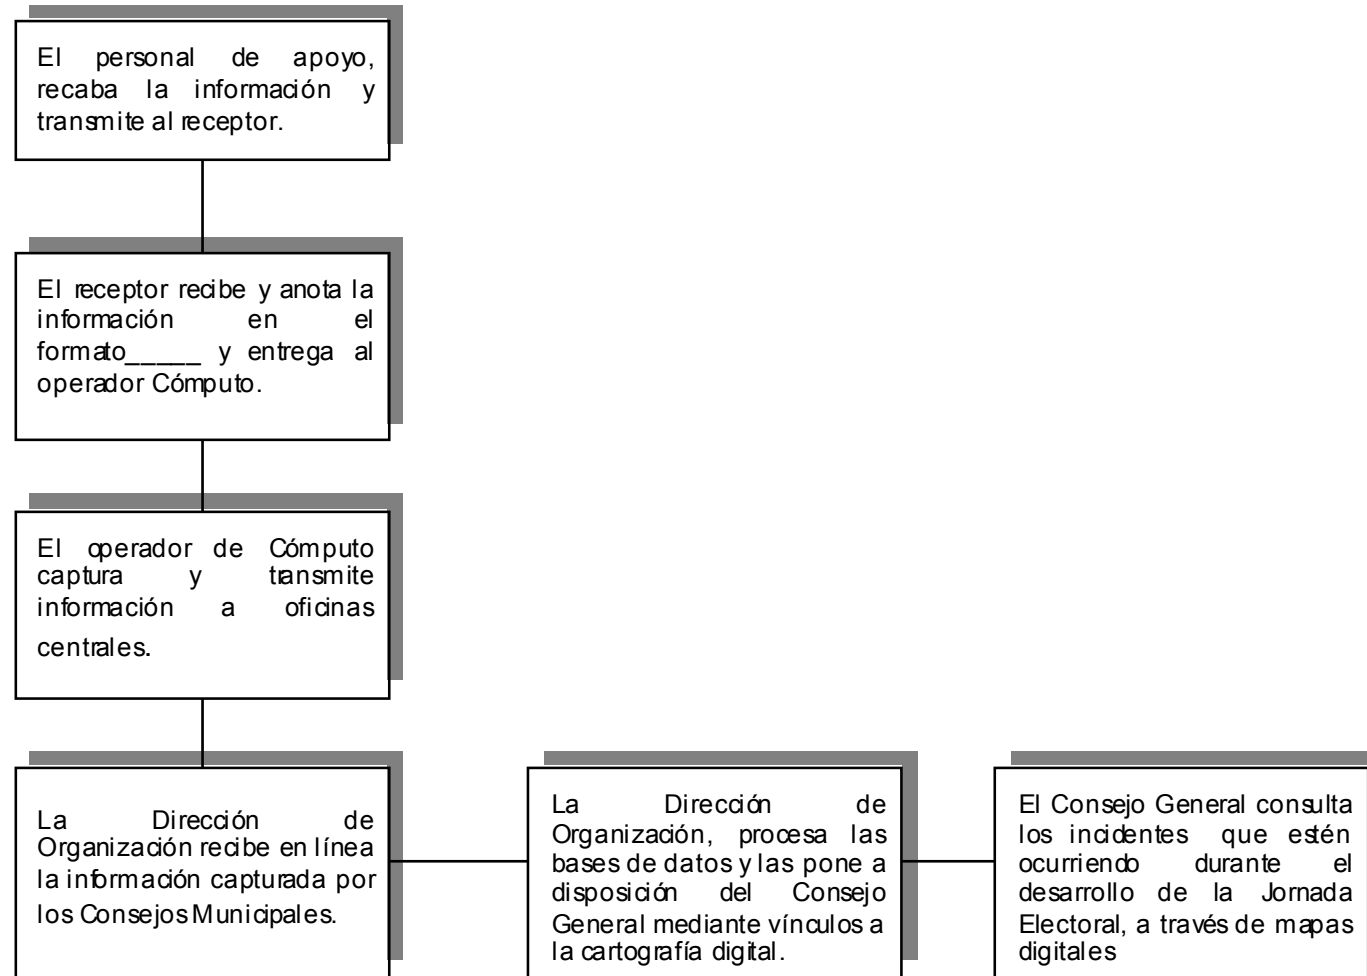 El personal de apoyo,
recaba la información y
transmite al receptor.
El receptor recibe y anota la
información en el
formato_____ y entrega al
operador Cómputo.
El operador de Cómputo
captura y transmite
información a oficinas
centrales.
La Dirección de
Organización recibe en línea
la información capturada por
los Consejos Municipales.
La Dirección de
Organización, procesa las
bases de datos y las pone a
disposición del Consejo
General mediante vínculos a
la cartografía digital.
El Consejo General consulta
los incidentes que estén
ocurriendo durante el
desarrollo de la Jornada
Electoral, a través de mapas
digitales